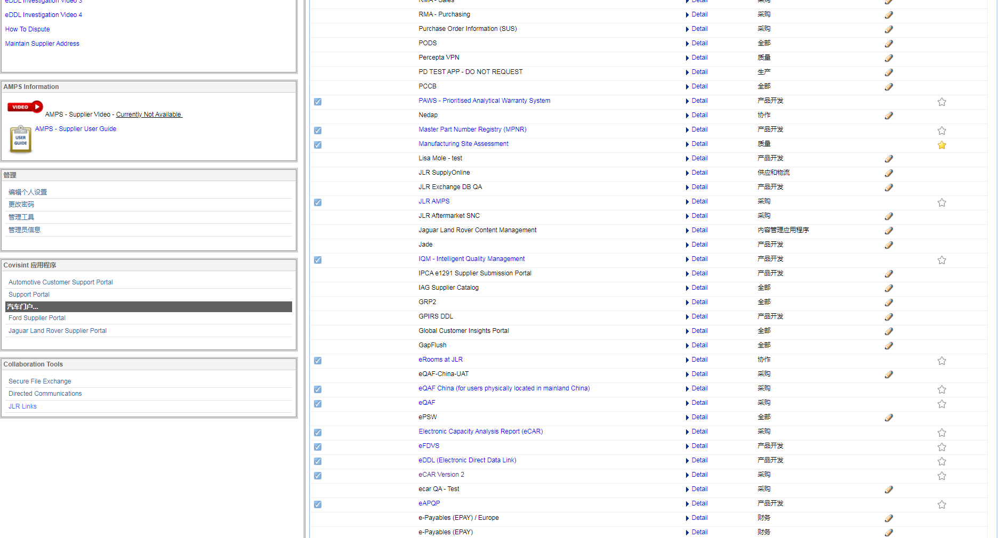 eDDL Investigation Video 3
eDDL Investigation Video 4
How To Dispute
Maintain Supplier Address
AMPS Information
VIDEO
AMPS - Supplier Video - Currently Not Available
USER GUIDE
AMPS - Supplier User Guide
管理
编辑个人设置
更改密码
管理工具
管理员信息
Covisint 应用程序
Automotive Customer Support Portal
Support Portal
汽车门户...
Ford Supplier Portal
Jaguar Land Rover Supplier Portal
Collaboration Tools
Secure File Exchange
Directed Communications
JLR Links
RMA - Sales Detail 采购
RMA - Purchasing Detail 采购
Purchase Order Information (SUS) Detail 采购
PODS Detail 全部
Percepta VPN Detail 质量
PD TEST APP - DO NOT REQUEST Detail 生产
PCCB Detail 全部
PAWS - Prioritised Analytical Warranty System Detail 产品开发
Nedap Detail 协作
Master Part Number Registry (MPNR) Detail 产品开发
Manufacturing Site Assessment Detail 质量
Lisa Mole - test Detail 产品开发
JLR SupplyOnline Detail 供应和物流
JLR Exchange DB QA Detail 产品开发
JLR AMPS Detail 采购
JLR Aftermarket SNC Detail 采购
Jaguar Land Rover Content Management Detail 内容管理应用程序
Jade Detail 产品开发
IQM - Intelligent Quality Management Detail 产品开发
IPCA e1291 Supplier Submission Portal Detail 产品开发
IAG Supplier Catalog Detail 全部
GRP2 Detail 全部
GPIRS DDL Detail 产品开发
Global Customer Insights Portal Detail 全部
GapFlush Detail 全部
eRooms at JLR Detail 协作
eQAF-China-UAT Detail 采购
eQAF China (for users physically located in mainland China) Detail 采购
eQAF Detail 采购
ePSW Detail 全部
Electronic Capacity Analysis Report (eCAR) Detail 采购
eFDVS Detail 产品开发
eDDL (Electronic Direct Data Link) Detail 产品开发
eCAR Version 2 Detail 采购
ecar QA - Test Detail 采购
eAPQP Detail 产品开发
e-Payables (EPAY) / Europe Detail 财务
e-Payables (EPAY) Detail 财务